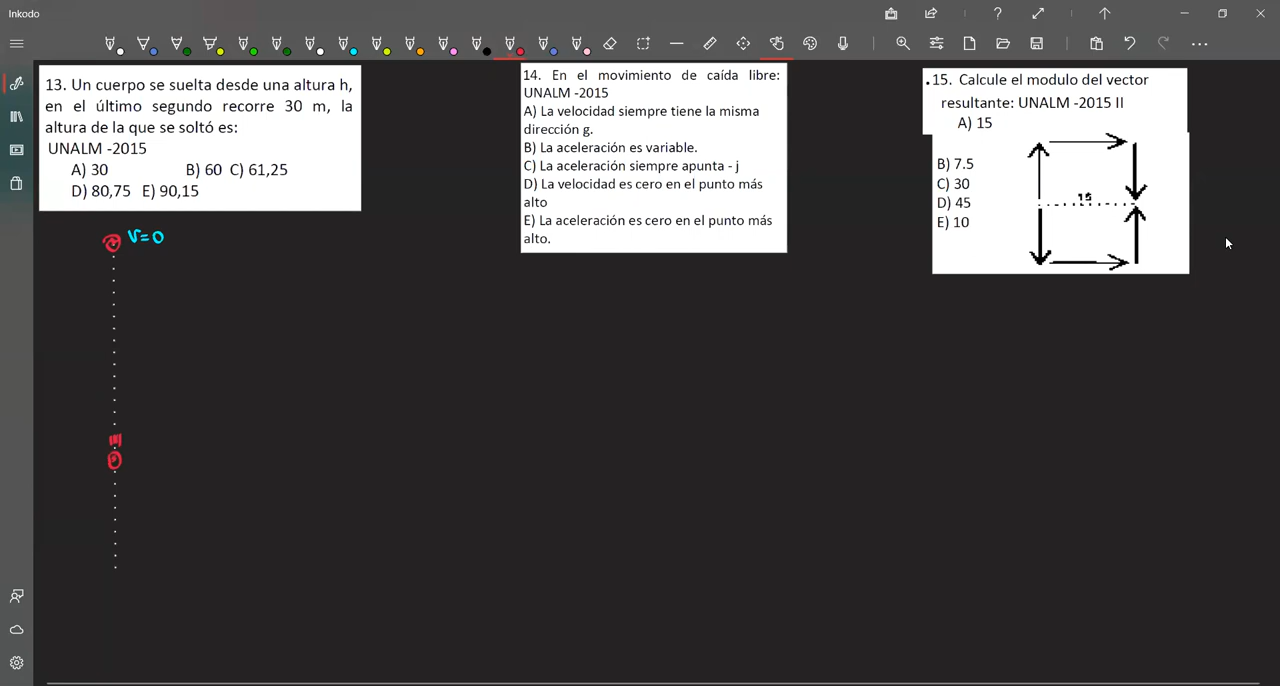 Inkodo
13. Un cuerpo se suelta desde una altura h,
en el último segundo recorre 30 m, la
altura de la que se soltó es:
UNALM -2015
A) 30 B) 60 C) 61,25
D) 80,75 E) 90,15
V=0
14. En el movimiento de caída libre:
UNALM -2015
A) La velocidad siempre tiene la misma
dirección g.
B) La aceleración es variable.
C) La aceleración siempre apunta - j
D) La velocidad es cero en el punto más
alto
E) La aceleración es cero en el punto más
alto.
.15. Calcule el modulo del vector
resultante: UNALM -2015 II
A) 15
B) 7.5
C) 30
D) 45
E) 10
15